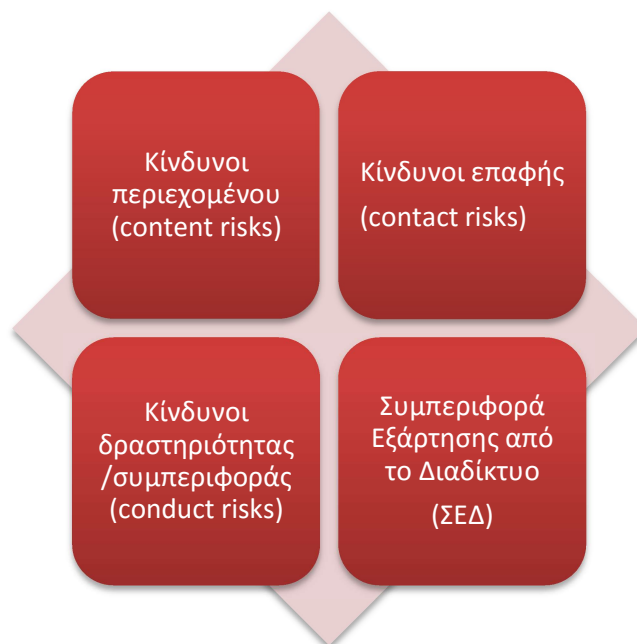 Κίνδυνοι
περιεχομένου
(content risks)
Κίνδυνοι επαφής
(contact risks)
Κίνδυνοι
δραστηριότητας
/συμπεριφοράς
(conduct risks)
Συμπεριφορά
Εξάρτησης από
το Διαδίκτυο
(ΣΕΔ)